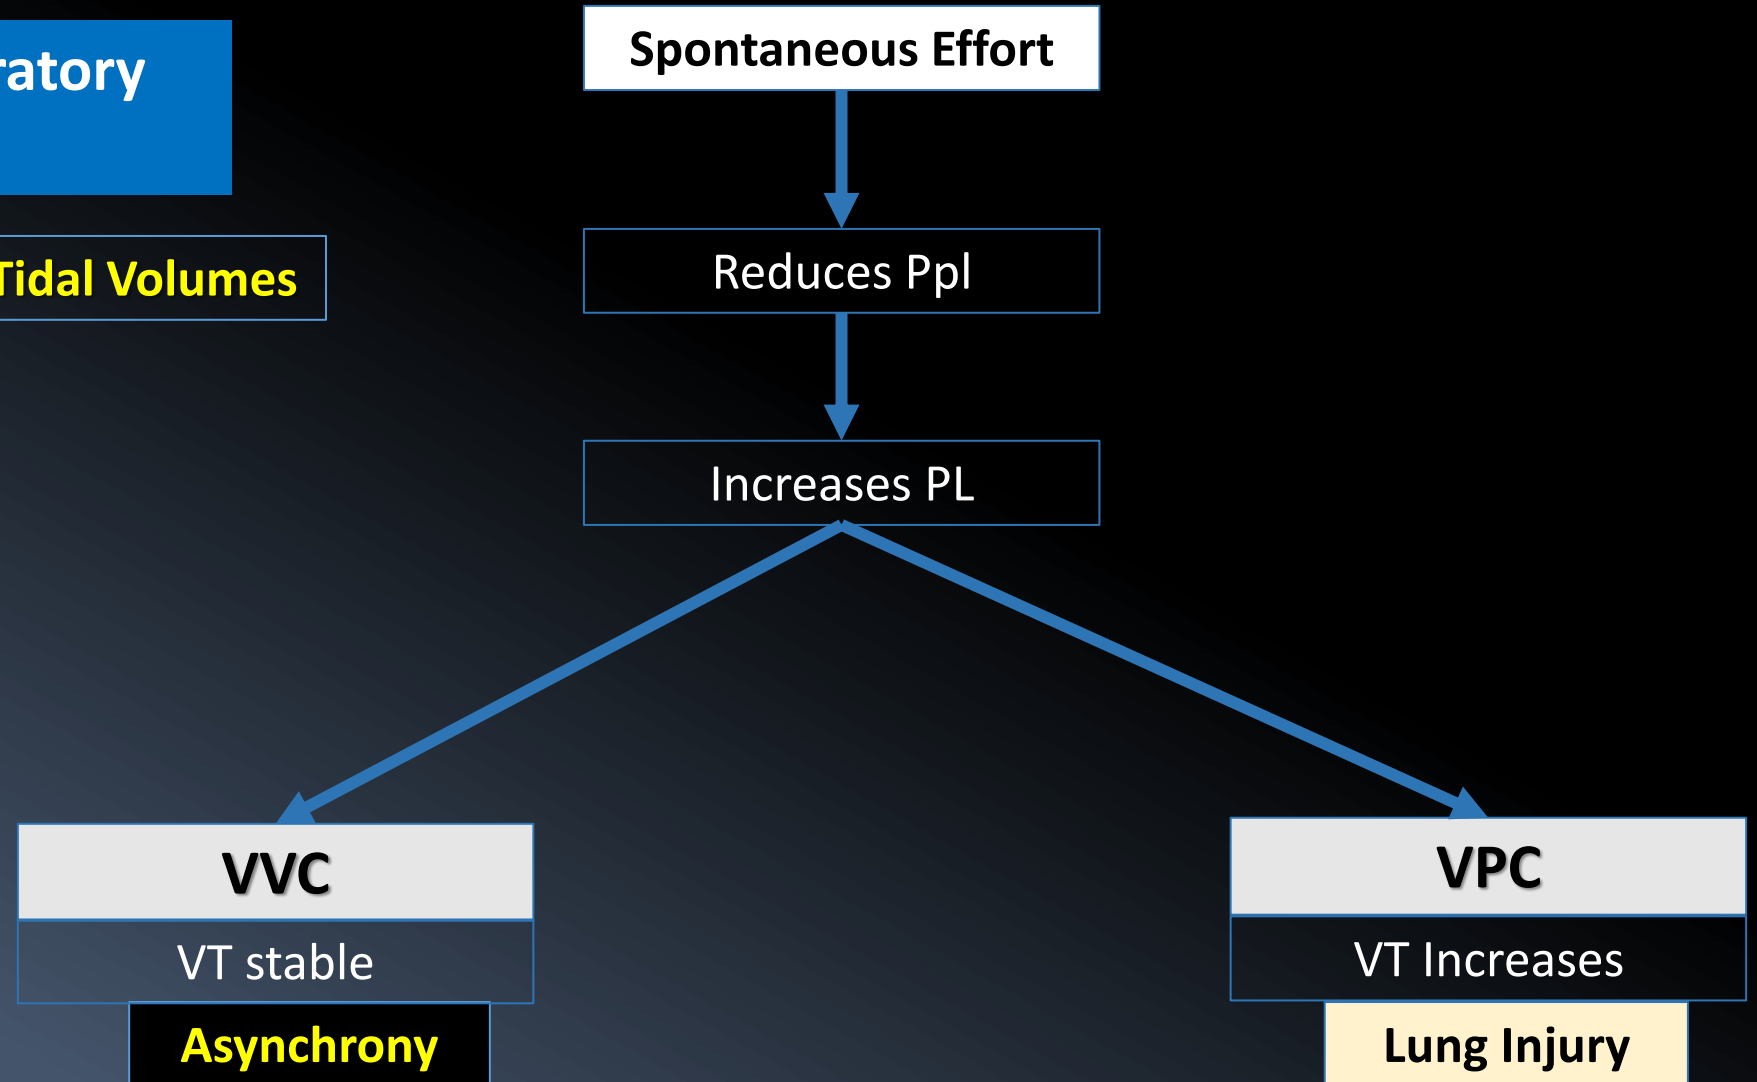 ratory
Spontaneous Effort
Tidal Volumes
Reduces Ppl
Increases PL
VVC
VT stable
Asynchrony
VPC
VT Increases
Lung Injury